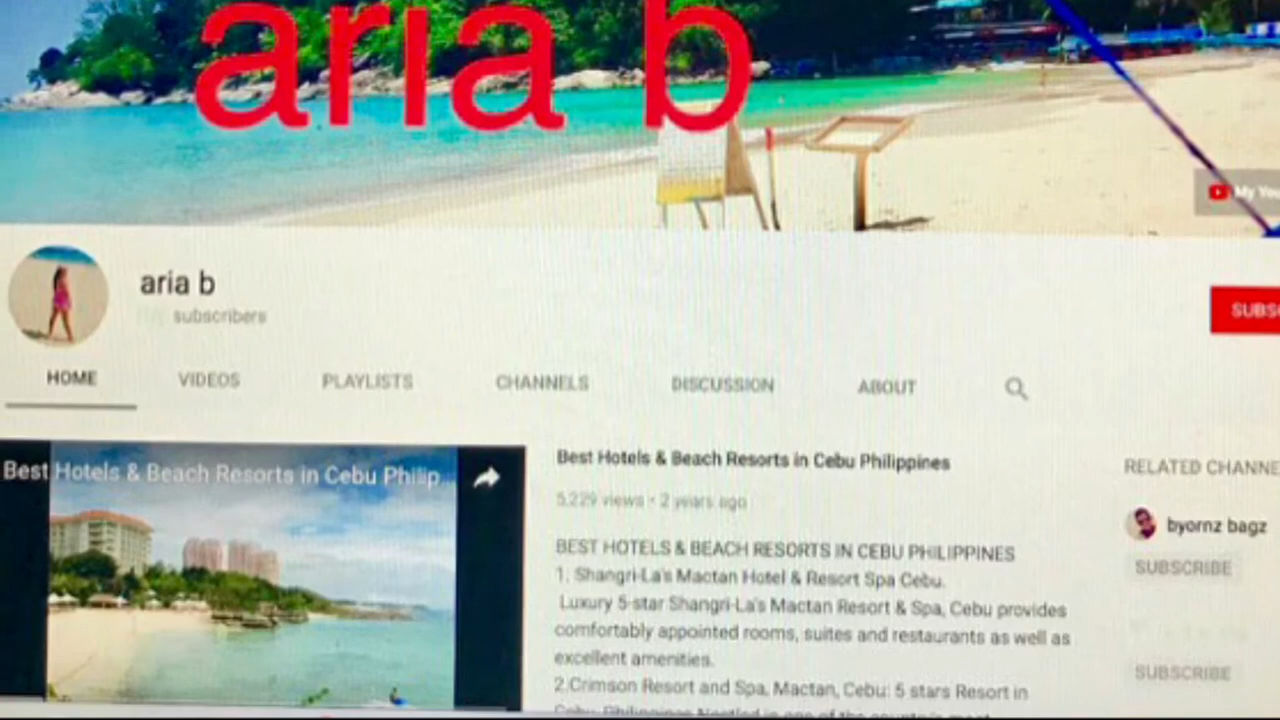 aria b
My You
aria b
subscribers
SUBS
HOME VIDEOS PLAYLISTS CHANNELS DISCUSSION ABOUT
Best Hotels & Beach Resorts in Cebu Philip...
Best Hotels & Beach Resorts in Cebu Philippines
5,229 views • 2 years ago
BEST HOTELS & BEACH RESORTS IN CEBU PHILIPPINES
1. Shangri-La's Mactan Hotel & Resort Spa Cebu.
Luxury 5-star Shangri-La's Mactan Resort & Spa, Cebu provides
comfortably appointed rooms, suites and restaurants as well as
excellent amenities.
2.Crimson Resort and Spa, Mactan, Cebu: 5 stars Resort in
RELATED CHANNE
byornz bagz
SUBSCRIBE
SUBSCRIBE